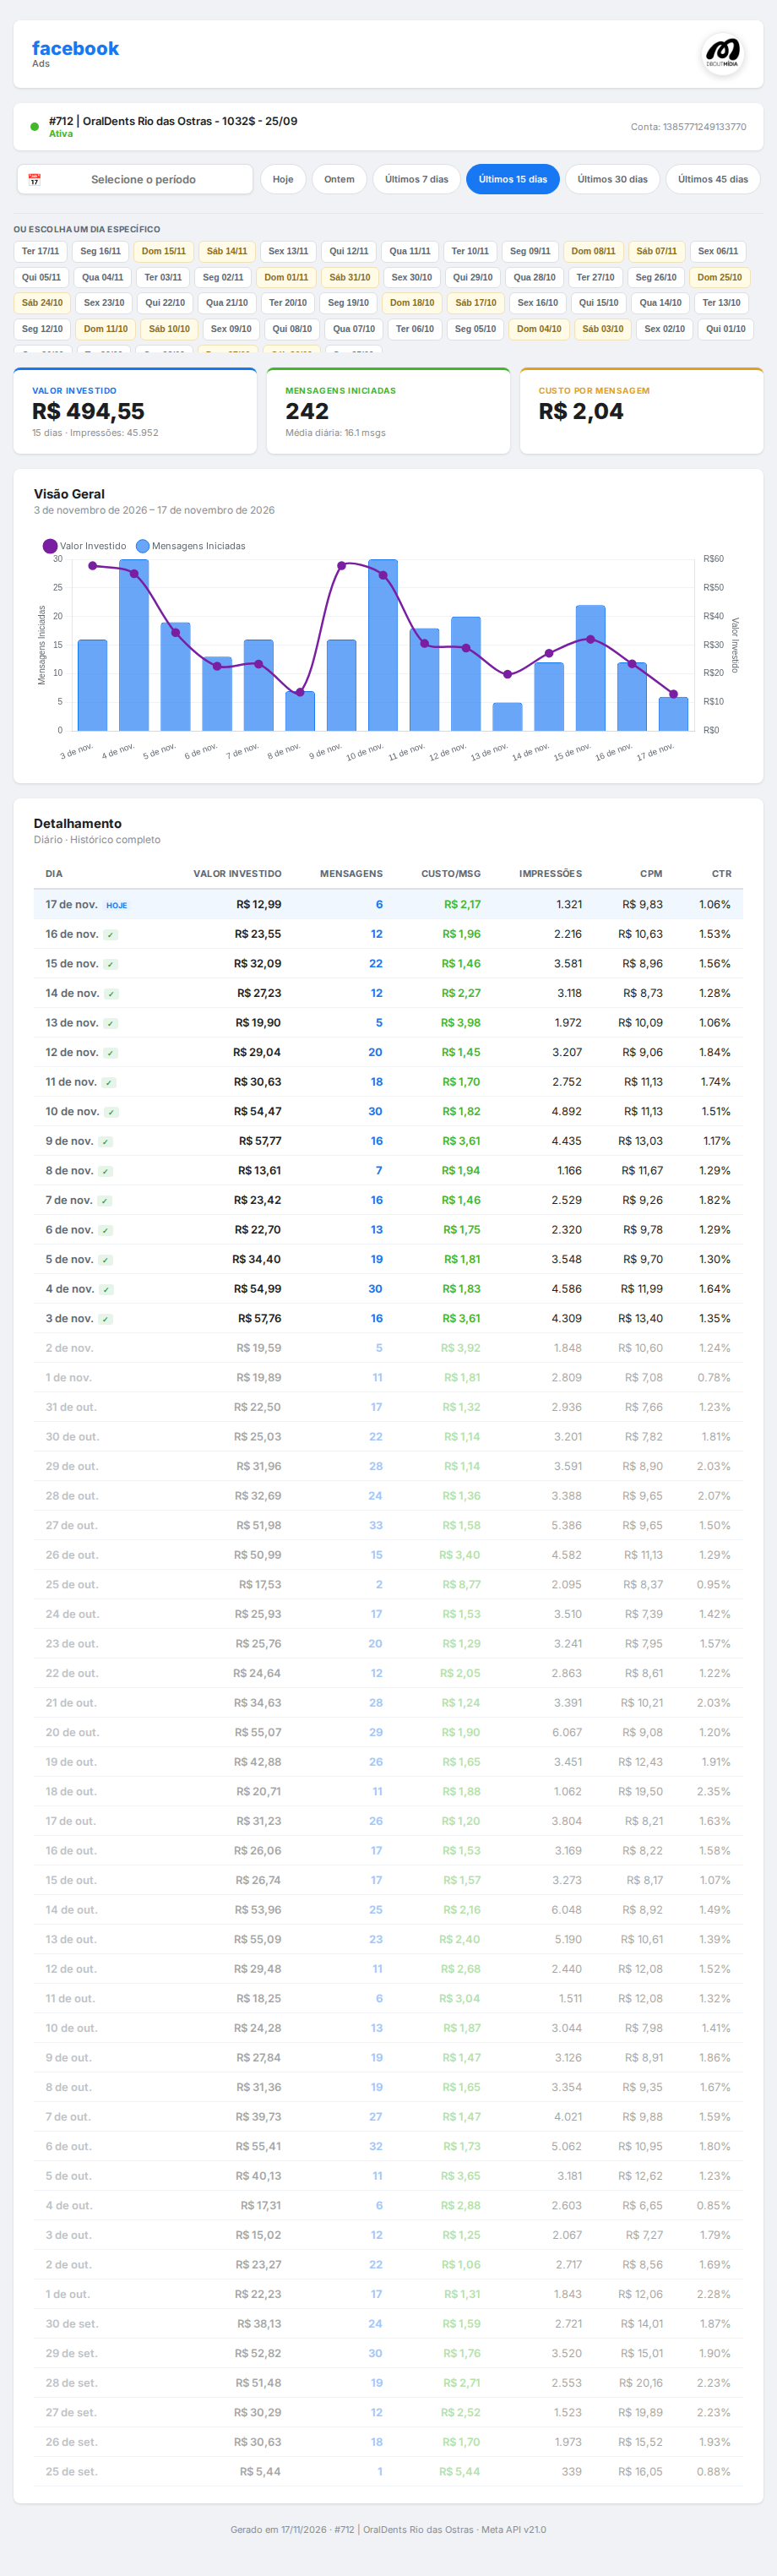 facebook
Ads
ABOUTMÍDIA
#712 | OralDents Rio das Ostras - 1032$ - 25/09
Ativa
Conta: 1385771249133770
Selecione o período Hoje Ontem Últimos 7 dias Últimos 15 dias Últimos 30 dias Últimos 45 dias
OU ESCOLHA UM DIA ESPECÍFICO
Ter 17/11 Seg 16/11 Dom 15/11 Sáb 14/11 Sex 13/11 Qui 12/11 Qua 11/11 Ter 10/11 Seg 09/11 Dom 08/11 Sáb 07/11 Sex 06/11
Qui 05/11 Qua 04/11 Ter 03/11 Seg 02/11 Dom 01/11 Sáb 31/10 Sex 30/10 Qui 29/10 Qua 28/10 Ter 27/10 Seg 26/10 Dom 25/10
Sáb 24/10 Sex 23/10 Qui 22/10 Qua 21/10 Ter 20/10 Seg 19/10 Dom 18/10 Sáb 17/10 Sex 16/10 Qui 15/10 Qua 14/10 Ter 13/10
Seg 12/10 Dom 11/10 Sáb 10/10 Sex 09/10 Qui 08/10 Qua 07/10 Ter 06/10 Seg 05/10 Dom 04/10 Sáb 03/10 Sex 02/10 Qui 01/10
VALOR INVESTIDO
R$ 494,55
15 dias · Impressões: 45.952
MENSAGENS INICIADAS
242
Média diária: 16.1 msgs
CUSTO POR MENSAGEM
R$ 2,04
Visão Geral
3 de novembro de 2026 – 17 de novembro de 2026
Valor Investido Mensagens Iniciadas
30
25
20
15
10
5
0
Mensagens Iniciadas
R$60
R$50
R$40
R$30
R$20
R$10
R$0
Valor Investido
3 de nov. 4 de nov. 5 de nov. 6 de nov. 7 de nov. 8 de nov. 9 de nov. 10 de nov. 11 de nov. 12 de nov. 13 de nov. 14 de nov. 15 de nov. 16 de nov. 17 de nov.
Detalhamento
Diário · Histórico completo
DIA VALOR INVESTIDO MENSAGENS CUSTO/MSG IMPRESSÕES CPM CTR
17 de nov. HOJE R$ 12,99 6 R$ 2,17 1.321 R$ 9,83 1.06%
16 de nov. ✓ R$ 23,55 12 R$ 1,96 2.216 R$ 10,63 1.53%
15 de nov. ✓ R$ 32,09 22 R$ 1,46 3.581 R$ 8,96 1.56%
14 de nov. ✓ R$ 27,23 12 R$ 2,27 3.118 R$ 8,73 1.28%
13 de nov. ✓ R$ 19,90 5 R$ 3,98 1.972 R$ 10,09 1.06%
12 de nov. ✓ R$ 29,04 20 R$ 1,45 3.207 R$ 9,06 1.84%
11 de nov. ✓ R$ 30,63 18 R$ 1,70 2.752 R$ 11,13 1.74%
10 de nov. ✓ R$ 54,47 30 R$ 1,82 4.892 R$ 11,13 1.51%
9 de nov. ✓ R$ 57,77 16 R$ 3,61 4.435 R$ 13,03 1.17%
8 de nov. ✓ R$ 13,61 7 R$ 1,94 1.166 R$ 11,67 1.29%
7 de nov. ✓ R$ 23,42 16 R$ 1,46 2.529 R$ 9,26 1.82%
6 de nov. ✓ R$ 22,70 13 R$ 1,75 2.320 R$ 9,78 1.29%
5 de nov. ✓ R$ 34,40 19 R$ 1,81 3.548 R$ 9,70 1.30%
4 de nov. ✓ R$ 54,99 30 R$ 1,83 4.586 R$ 11,99 1.64%
3 de nov. ✓ R$ 57,76 16 R$ 3,61 4.309 R$ 13,40 1.35%
2 de nov. R$ 19,59 5 R$ 3,92 1.848 R$ 10,60 1.24%
1 de nov. R$ 19,89 11 R$ 1,81 2.809 R$ 7,08 0.78%
31 de out. R$ 22,50 17 R$ 1,32 2.936 R$ 7,66 1.23%
30 de out. R$ 25,03 22 R$ 1,14 3.201 R$ 7,82 1.81%
29 de out. R$ 31,96 28 R$ 1,14 3.591 R$ 8,90 2.03%
28 de out. R$ 32,69 24 R$ 1,36 3.388 R$ 9,65 2.07%
27 de out. R$ 51,98 33 R$ 1,58 5.386 R$ 9,65 1.50%
26 de out. R$ 50,99 15 R$ 3,40 4.582 R$ 11,13 1.29%
25 de out. R$ 17,53 2 R$ 8,77 2.095 R$ 8,37 0.95%
24 de out. R$ 25,93 17 R$ 1,53 3.510 R$ 7,39 1.42%
23 de out. R$ 25,76 20 R$ 1,29 3.241 R$ 7,95 1.57%
22 de out. R$ 24,64 12 R$ 2,05 2.863 R$ 8,61 1.22%
21 de out. R$ 34,63 28 R$ 1,24 3.391 R$ 10,21 2.03%
20 de out. R$ 55,07 29 R$ 1,90 6.067 R$ 9,08 1.20%
19 de out. R$ 42,88 26 R$ 1,65 3.451 R$ 12,43 1.91%
18 de out. R$ 20,71 11 R$ 1,88 1.062 R$ 19,50 2.35%
17 de out. R$ 31,23 26 R$ 1,20 3.804 R$ 8,21 1.63%
16 de out. R$ 26,06 17 R$ 1,53 3.169 R$ 8,22 1.58%
15 de out. R$ 26,74 17 R$ 1,57 3.273 R$ 8,17 1.07%
14 de out. R$ 53,96 25 R$ 2,16 6.048 R$ 8,92 1.49%
13 de out. R$ 55,09 23 R$ 2,40 5.190 R$ 10,61 1.39%
12 de out. R$ 29,48 11 R$ 2,68 2.440 R$ 12,08 1.52%
11 de out. R$ 18,25 6 R$ 3,04 1.511 R$ 12,08 1.32%
10 de out. R$ 24,28 13 R$ 1,87 3.044 R$ 7,98 1.41%
9 de out. R$ 27,84 19 R$ 1,47 3.126 R$ 8,91 1.86%
8 de out. R$ 31,36 19 R$ 1,65 3.354 R$ 9,35 1.67%
7 de out. R$ 39,73 27 R$ 1,47 4.021 R$ 9,88 1.59%
6 de out. R$ 55,41 32 R$ 1,73 5.062 R$ 10,95 1.80%
5 de out. R$ 40,13 11 R$ 3,65 3.181 R$ 12,62 1.23%
4 de out. R$ 17,31 6 R$ 2,88 2.603 R$ 6,65 0.85%
3 de out. R$ 15,02 12 R$ 1,25 2.067 R$ 7,27 1.79%
2 de out. R$ 23,27 22 R$ 1,06 2.717 R$ 8,56 1.69%
1 de out. R$ 22,23 17 R$ 1,31 1.843 R$ 12,06 2.28%
30 de set. R$ 38,13 24 R$ 1,59 2.721 R$ 14,01 1.87%
29 de set. R$ 52,82 30 R$ 1,76 3.520 R$ 15,01 1.90%
28 de set. R$ 51,48 19 R$ 2,71 2.553 R$ 20,16 2.23%
27 de set. R$ 30,29 12 R$ 2,52 1.523 R$ 19,89 2.23%
26 de set. R$ 30,63 18 R$ 1,70 1.973 R$ 15,52 1.93%
25 de set. R$ 5,44 1 R$ 5,44 339 R$ 16,05 0.88%
Gerado em 17/11/2026 · #712 | OralDents Rio das Ostras · Meta API v21.0